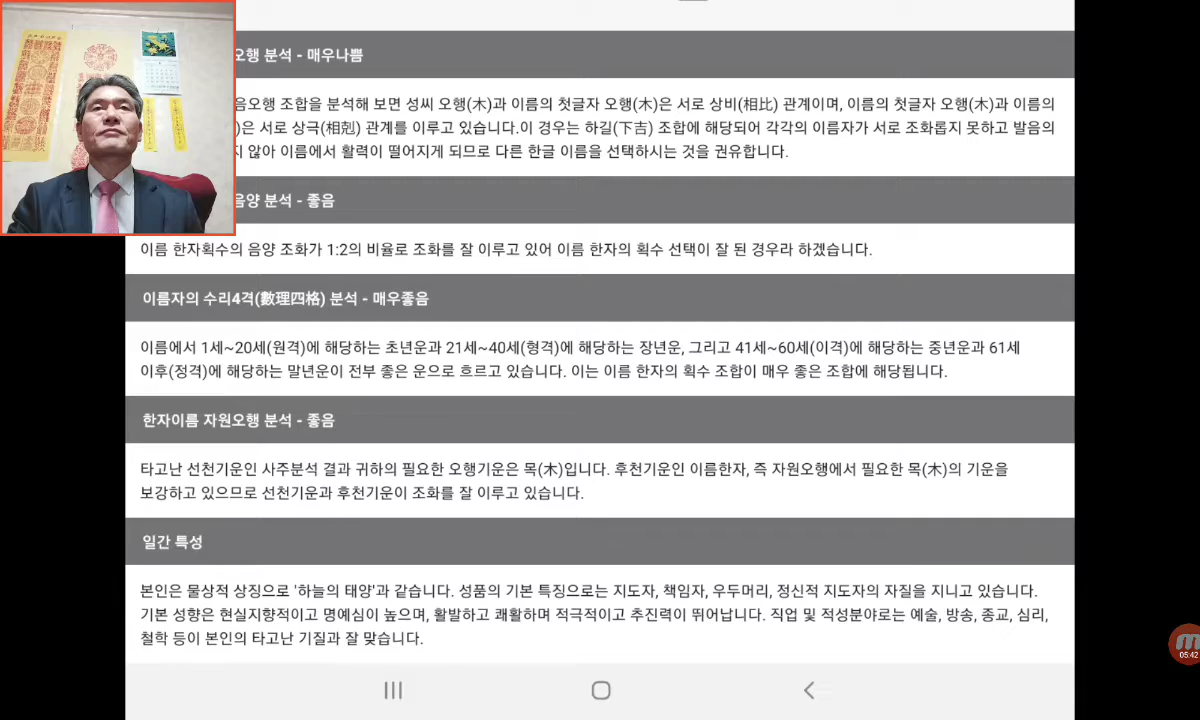 오행 분석 - 매우나쁨
음오행 조합을 분석해 보면 성씨 오행(木)과 이름의 첫글자 오행(木)은 서로 상비(相比) 관계이며, 이름의 첫글자 오행(木)과 이름의
)은 서로 상극(相剋) 관계를 이루고 있습니다.이 경우는 하길(下吉) 조합에 해당되어 각각의 이름자가 서로 조화롭지 못하고 발음의
지 않아 이름에서 활력이 떨어지게 되므로 다른 한글 이름을 선택하시는 것을 권유합니다.
음양 분석 - 좋음
이름 한자획수의 음양 조화가 1:2의 비율로 조화를 잘 이루고 있어 이름 한자의 획수 선택이 잘 된 경우라 하겠습니다.
이름자의 수리4격(數理四格) 분석 - 매우좋음
이름에서 1세~20세(원격)에 해당하는 초년운과 21세~40세(형격)에 해당하는 장년운, 그리고 41세~60세(이격)에 해당하는 중년운과 61세
이후(정격)에 해당하는 말년운이 전부 좋은 운으로 흐르고 있습니다. 이는 이름 한자의 획수 조합이 매우 좋은 조합에 해당됩니다.
한자이름 자원오행 분석 - 좋음
타고난 선천기운인 사주분석 결과 귀하의 필요한 오행기운은 목(木)입니다. 후천기운인 이름한자, 즉 자원오행에서 필요한 목(木)의 기운을
보강하고 있으므로 선천기운과 후천기운이 조화를 잘 이루고 있습니다.
일간 특성
본인은 물상적 상징으로 '하늘의 태양'과 같습니다. 성품의 기본 특징으로는 지도자, 책임자, 우두머리, 정신적 지도자의 자질을 지니고 있습니다.
기본 성향은 현실지향적이고 명예심이 높으며, 활발하고 쾌활하며 적극적이고 추진력이 뛰어납니다. 직업 및 적성분야로는 예술, 방송, 종교, 심리,
철학 등이 본인의 타고난 기질과 잘 맞습니다.
05:42